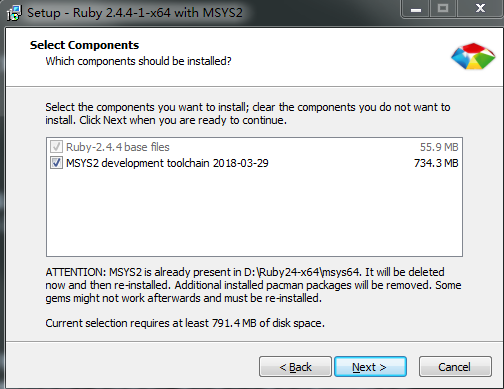 Setup - Ruby 2.4.4-1-x64 with MSYS2
Select Components
Which components should be installed?
Select the components you want to install; clear the components you do not want to
install. Click Next when you are ready to continue.
Ruby-2.4.4 base files 55.9 MB
MSYS2 development toolchain 2018-03-29 734.3 MB
ATTENTION: MSYS2 is already present in D:\Ruby24-x64\msys64. It will be deleted
now and then re-installed. Additional installed pacman packages will be removed. Some
gems might not work afterwards and must be re-installed.
Current selection requires at least 791.4 MB of disk space.
< Back Next > Cancel